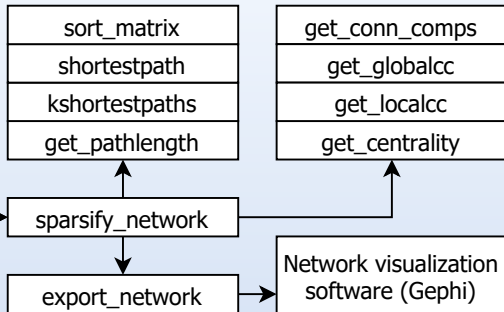 sort_matrix
shortestpath
kshortestpaths
get_pathlength
get_conn_comps
get_globalcc
get_localcc
get_centrality
sparsify_network
export_network
Network visualization
software (Gephi)